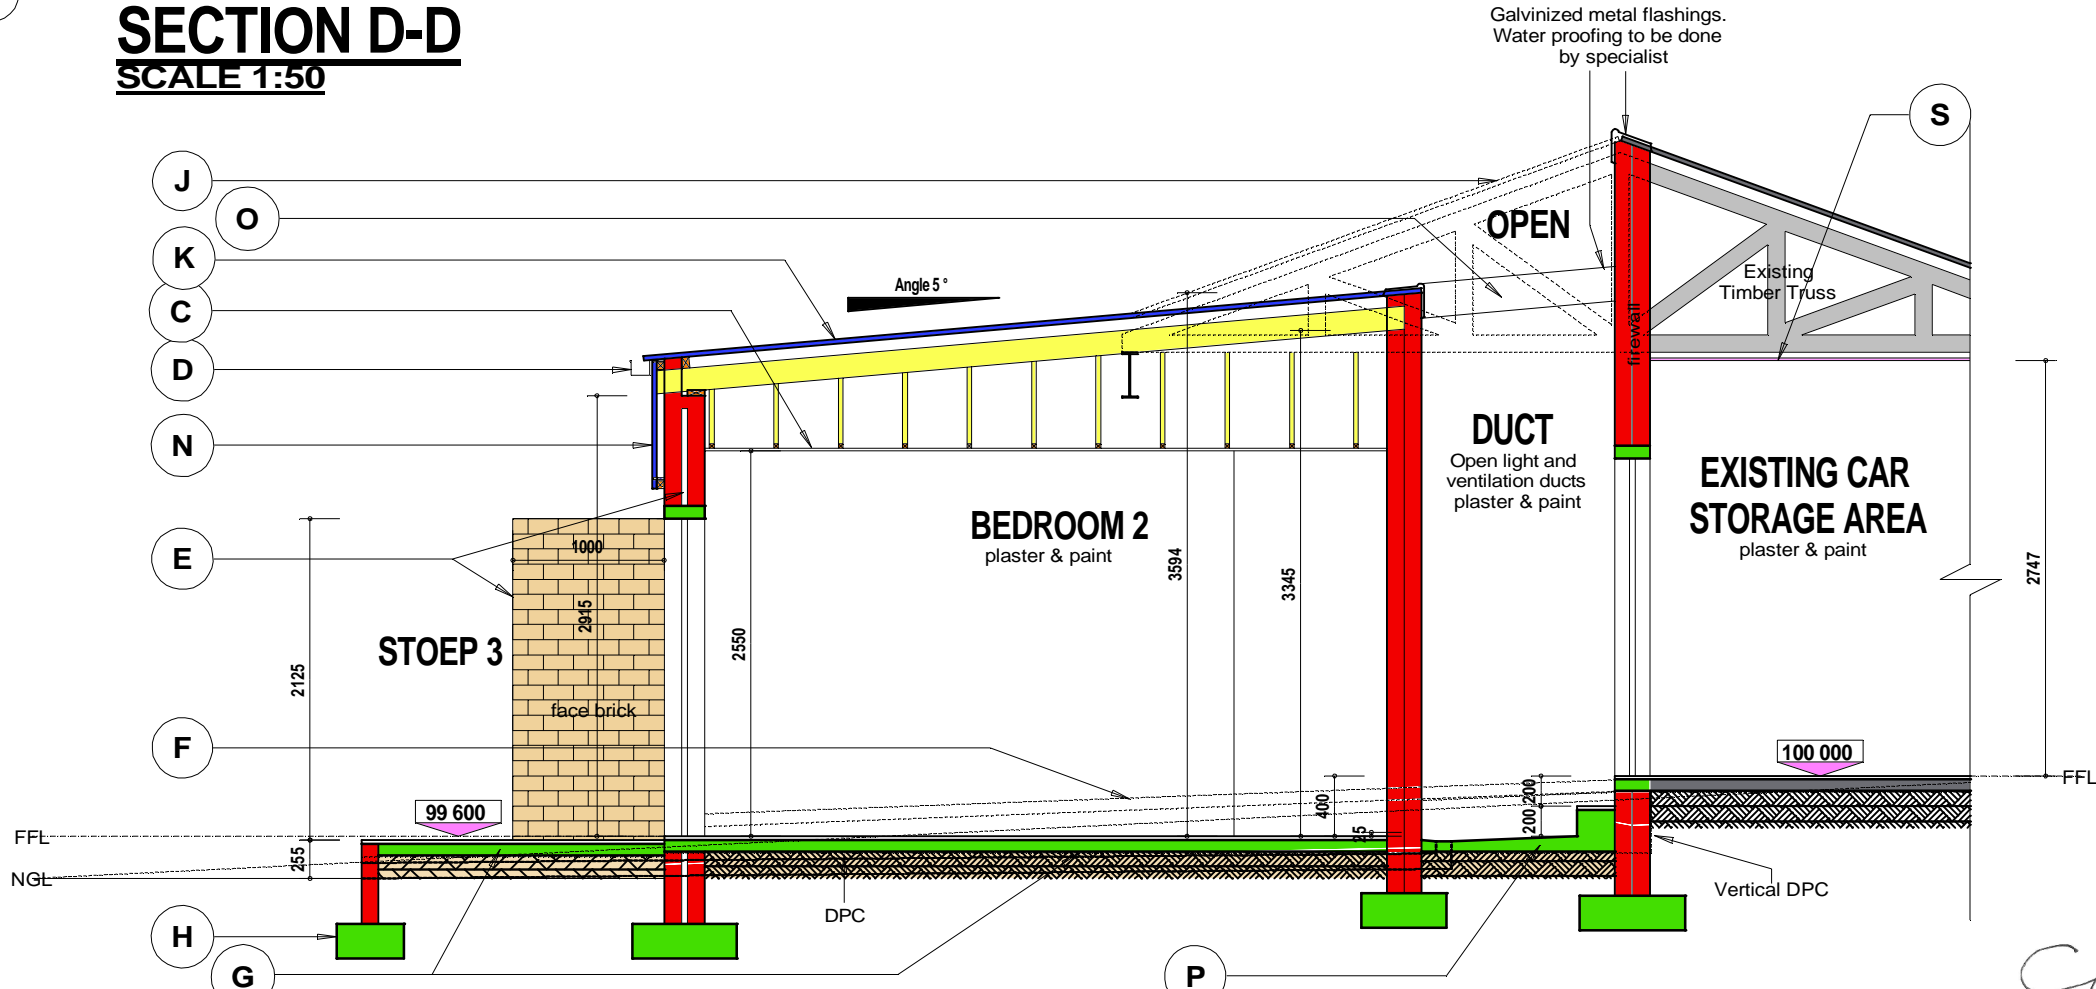 SECTION D-D
SCALE 1:50
Galvinized metal flashings.
Water proofing to be done
by specialist
S
J
O
OPEN
K
Angle 5 °
Existing
Timber Truss
C
firewall
D
DUCT
Open light and
ventilation ducts
plaster & paint
N
EXISTING CAR
STORAGE AREA
plaster & paint
BEDROOM 2
plaster & paint
E
1000
3594
3345
2747
2915
2550
STOEP 3
2125
face brick
F
100 000
FFL
99 600
400
200
200
25
FFL
255
NGL
Vertical DPC
DPC
H
G
P